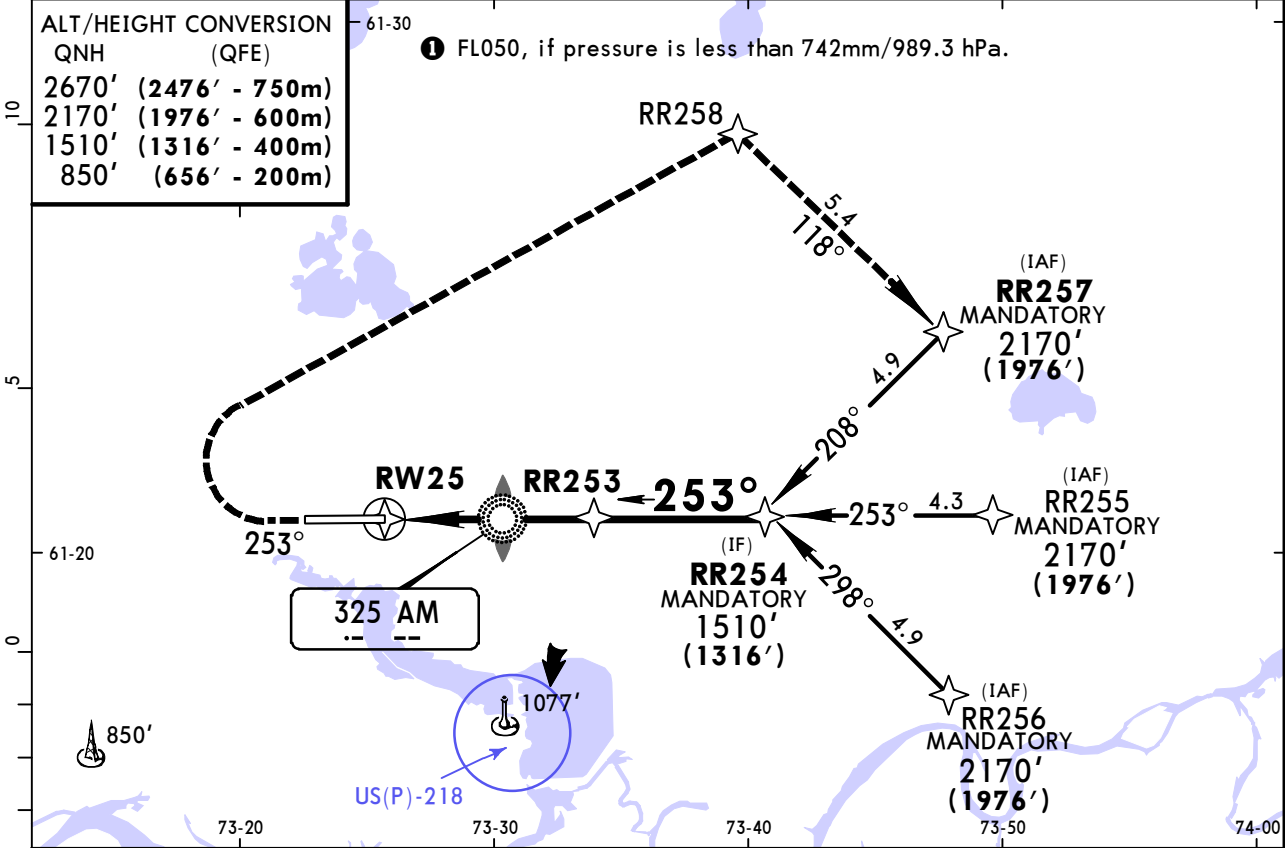 ALT/HEIGHT CONVERSION
QNH (QFE)
2670' (2476' - 750m)
2170' (1976' - 600m)
1510' (1316' - 400m)
850' (656' - 200m)
61-30
❶ FL050, if pressure is less than 742mm/989.3 hPa.
10
RR258
5.4
118°
(IAF)
RR257
MANDATORY
2170'
(1976')
4.9
208°
5
RW25
RR253
253°
253°
4.3
(IAF)
RR255
MANDATORY
2170'
(1976')
253°
61-20
(IF)
RR254
MANDATORY
1510'
(1316')
298°
4.9
325 AM
.- --
0
(IAF)
RR256
MANDATORY
2170'
(1976')
1077'
850'
US(P)-218
73-20
73-30
73-40
73-50
74-00